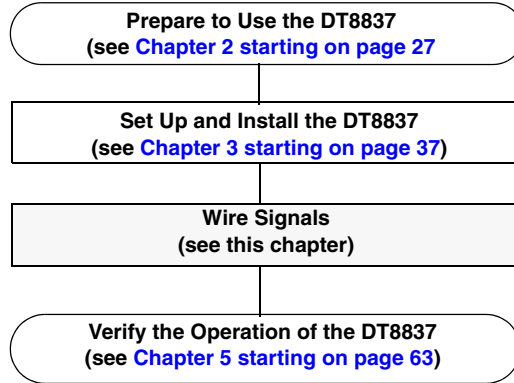 Prepare to Use the DT8837
(see Chapter 2 starting on page 27
Set Up and Install the DT8837
(see Chapter 3 starting on page 37)
Wire Signals
(see this chapter)
Verify the Operation of the DT8837
(see Chapter 5 starting on page 63)